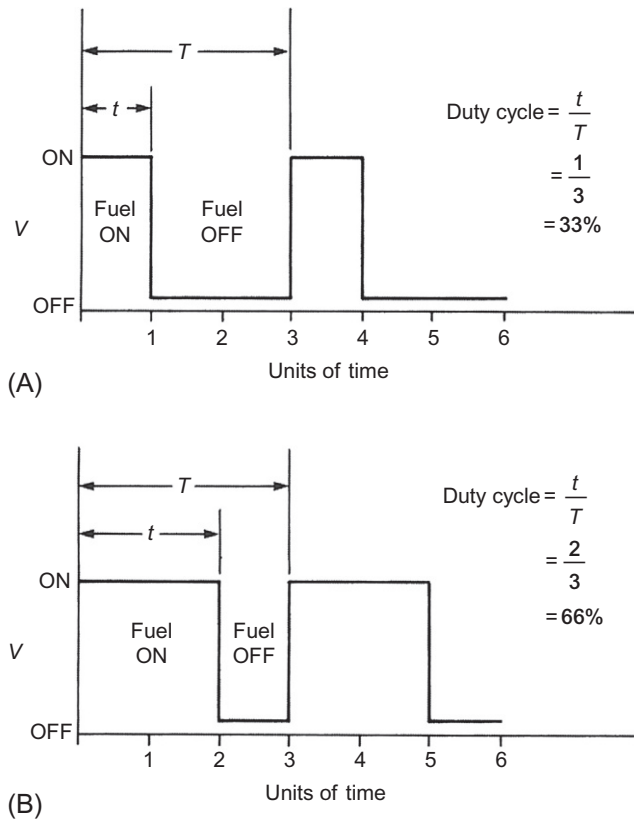 T
t
Duty cycle = t/T
= 1/3
= 33%
ON
Fuel ON
Fuel OFF
V
OFF
1 2 3 4 5 6
Units of time
(A)
T
t
Duty cycle = t/T
= 2/3
= 66%
ON
Fuel ON
Fuel OFF
V
OFF
1 2 3 4 5 6
Units of time
(B)